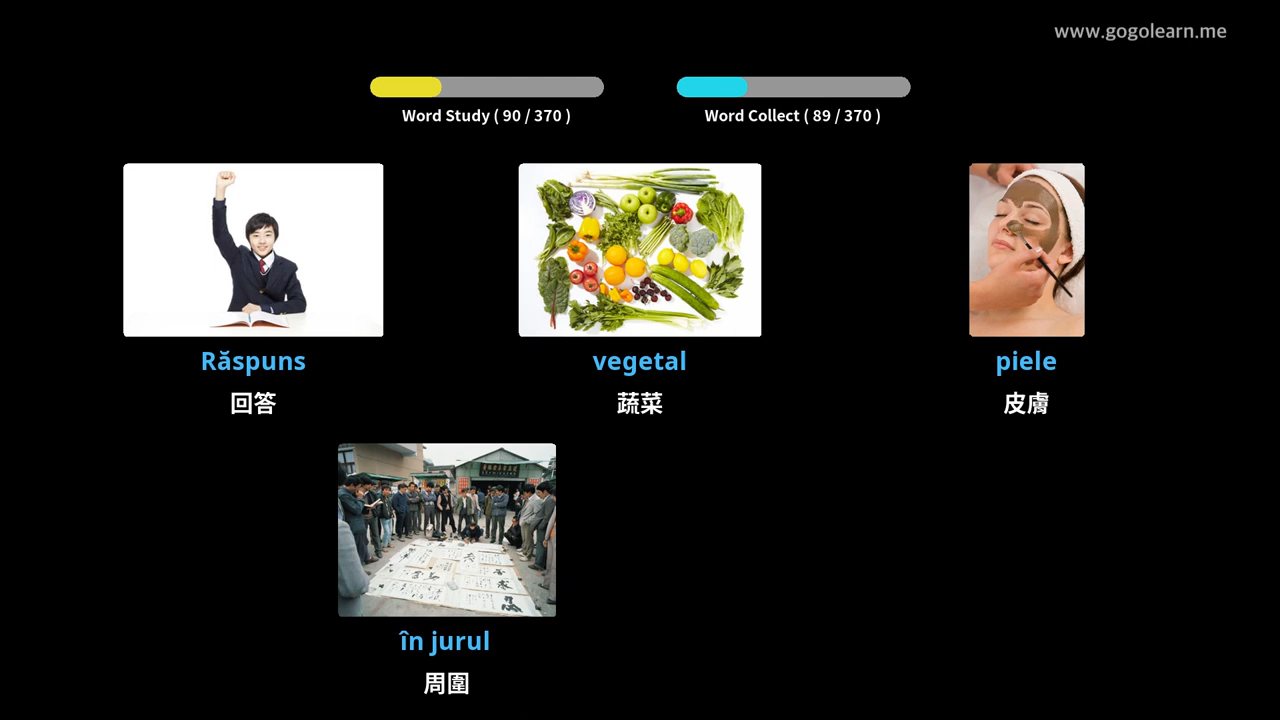 www.gogolearn.me
Word Study ( 90 / 370 )
Word Collect ( 89 / 370 )
Răspuns
回答
vegetal
蔬菜
piele
皮膚
în jurul
周圍